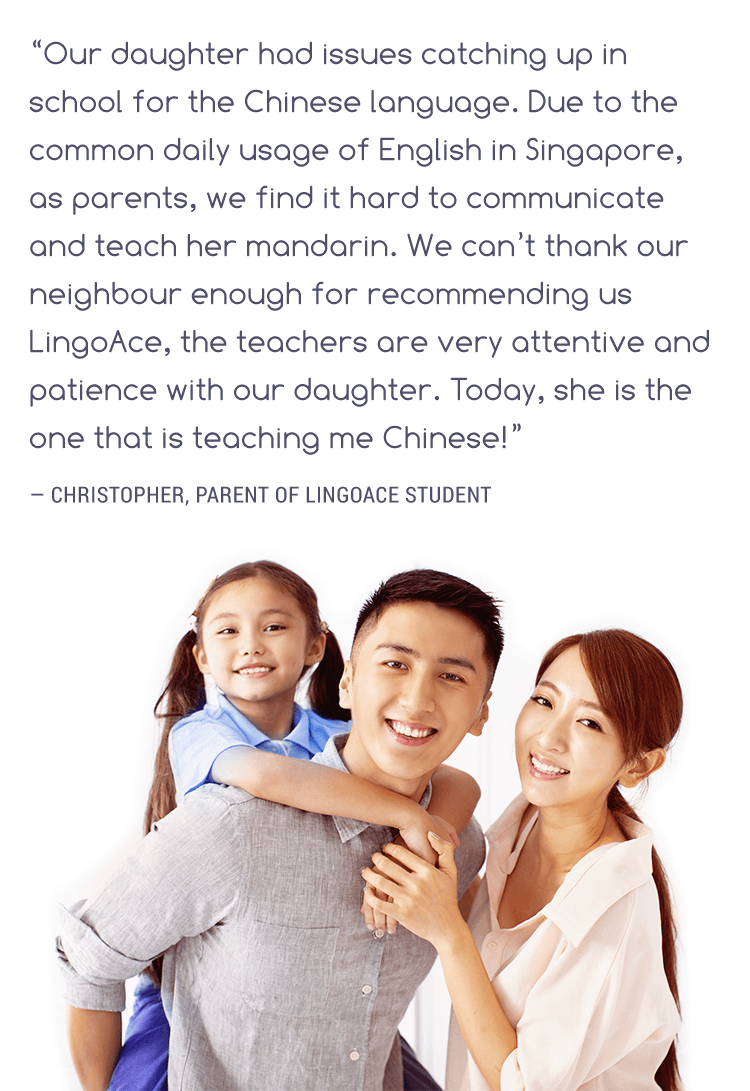 “Our daughter had issues catching up in
school for the Chinese language. Due to the
common daily usage of English in Singapore,
as parents, we find it hard to communicate
and teach her mandarin. We can’t thank our
neighbour enough for recommending us
LingoAce, the teachers are very attentive and
patience with our daughter. Today, she is the
one that is teaching me Chinese!”
– CHRISTOPHER, PARENT OF LINGOACE STUDENT